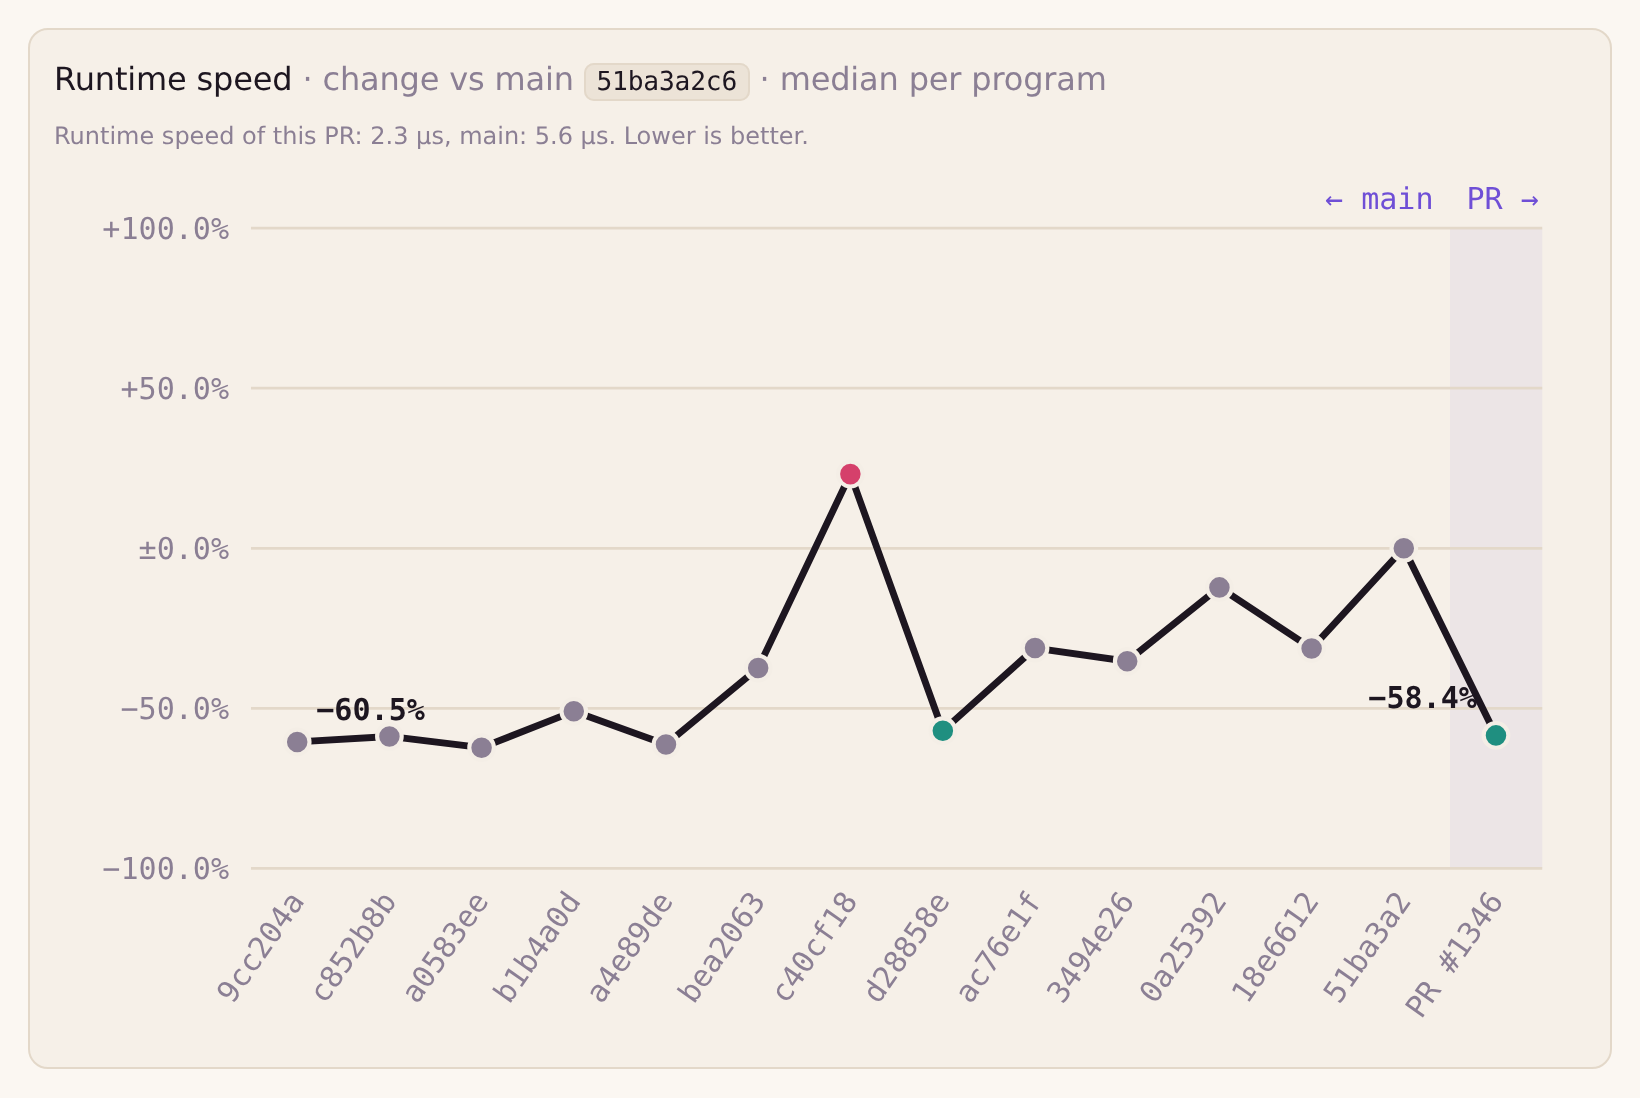 Runtime speed · change vs main 51ba3a2c6 · median per program
Runtime speed of this PR: 2.3 µs, main: 5.6 µs. Lower is better.
← main PR →
+100.0%
+50.0%
±0.0%
−50.0%
−100.0%
−60.5%
−58.4%
9cc204a
c852b8b
a0583ee
b1b4a0d
a4e89de
bea2063
c40cf18
d28858e
ac76e1f
3494e26
0a25392
18e6612
51ba3a2
PR #1346